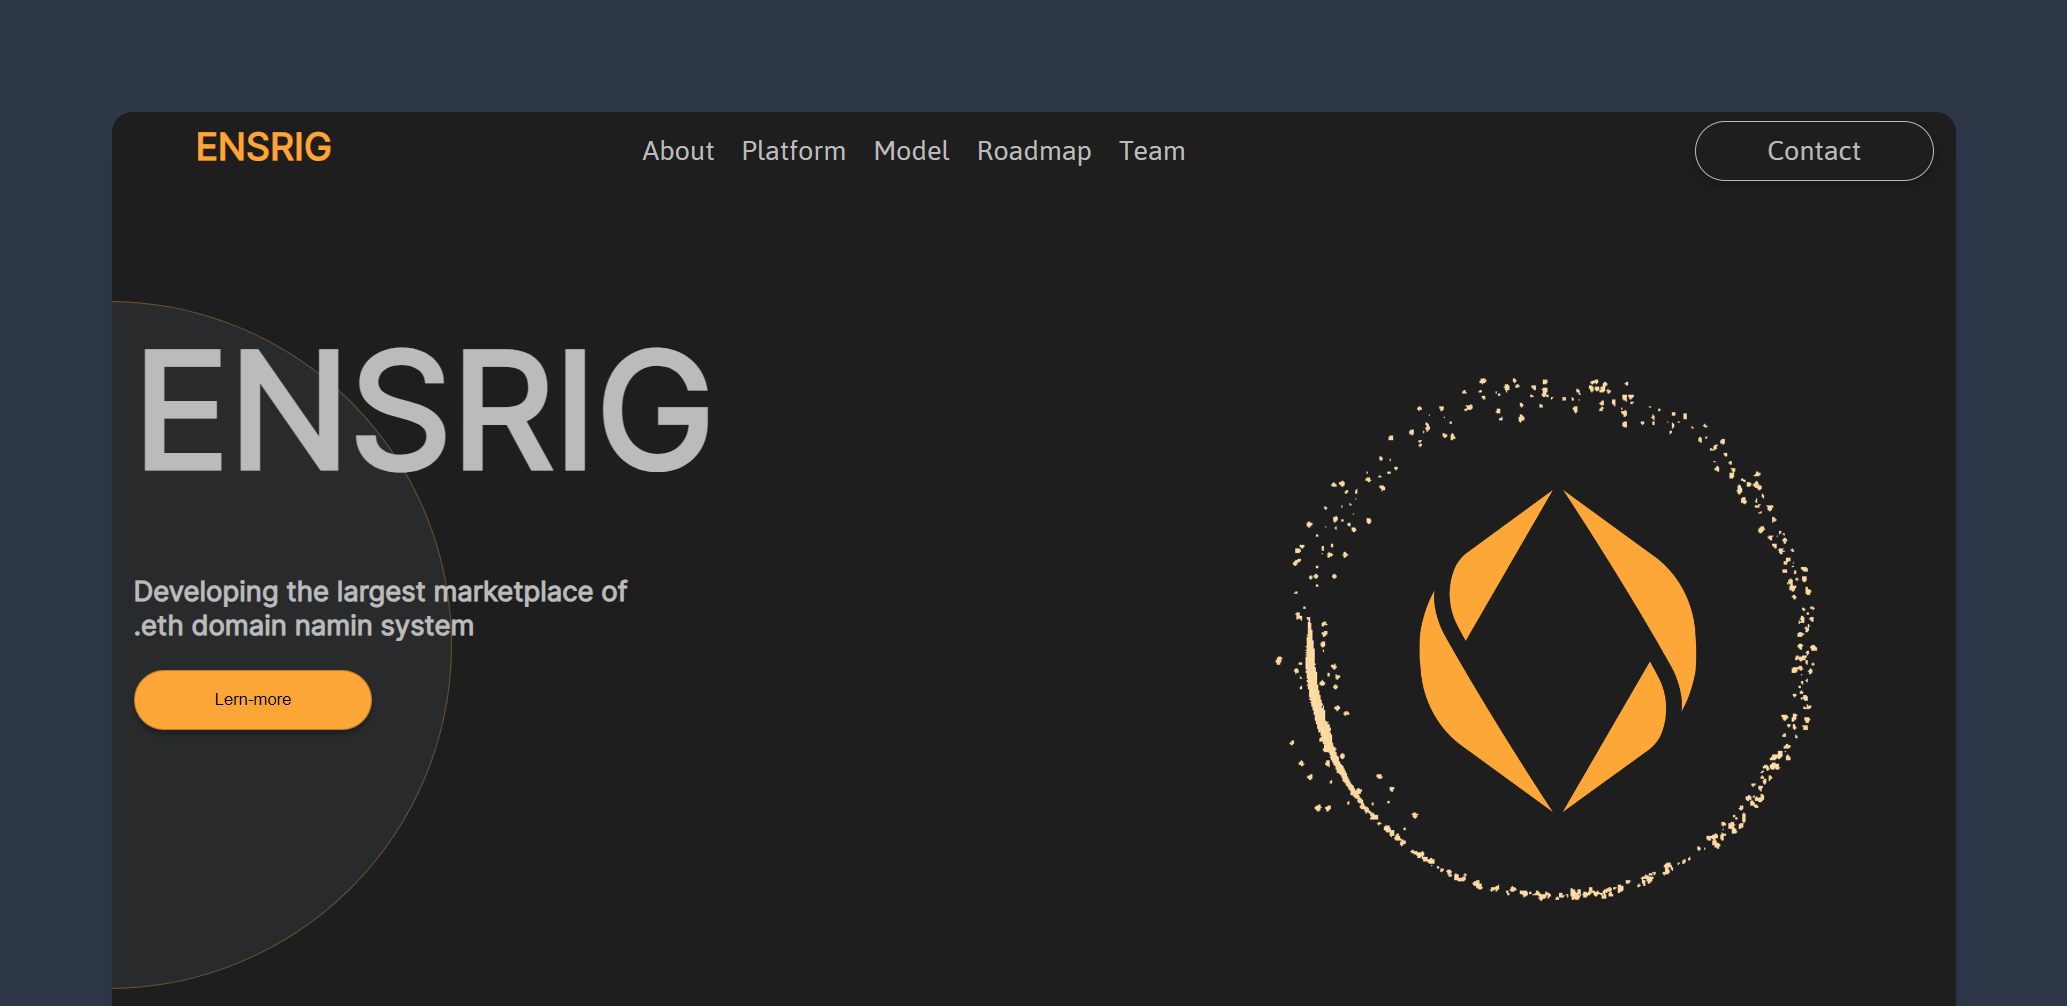 ENSRIG
About Platform Model Roadmap Team
Contact
ENSRIG
Developing the largest marketplace of
.eth domain namin system
Lern-more